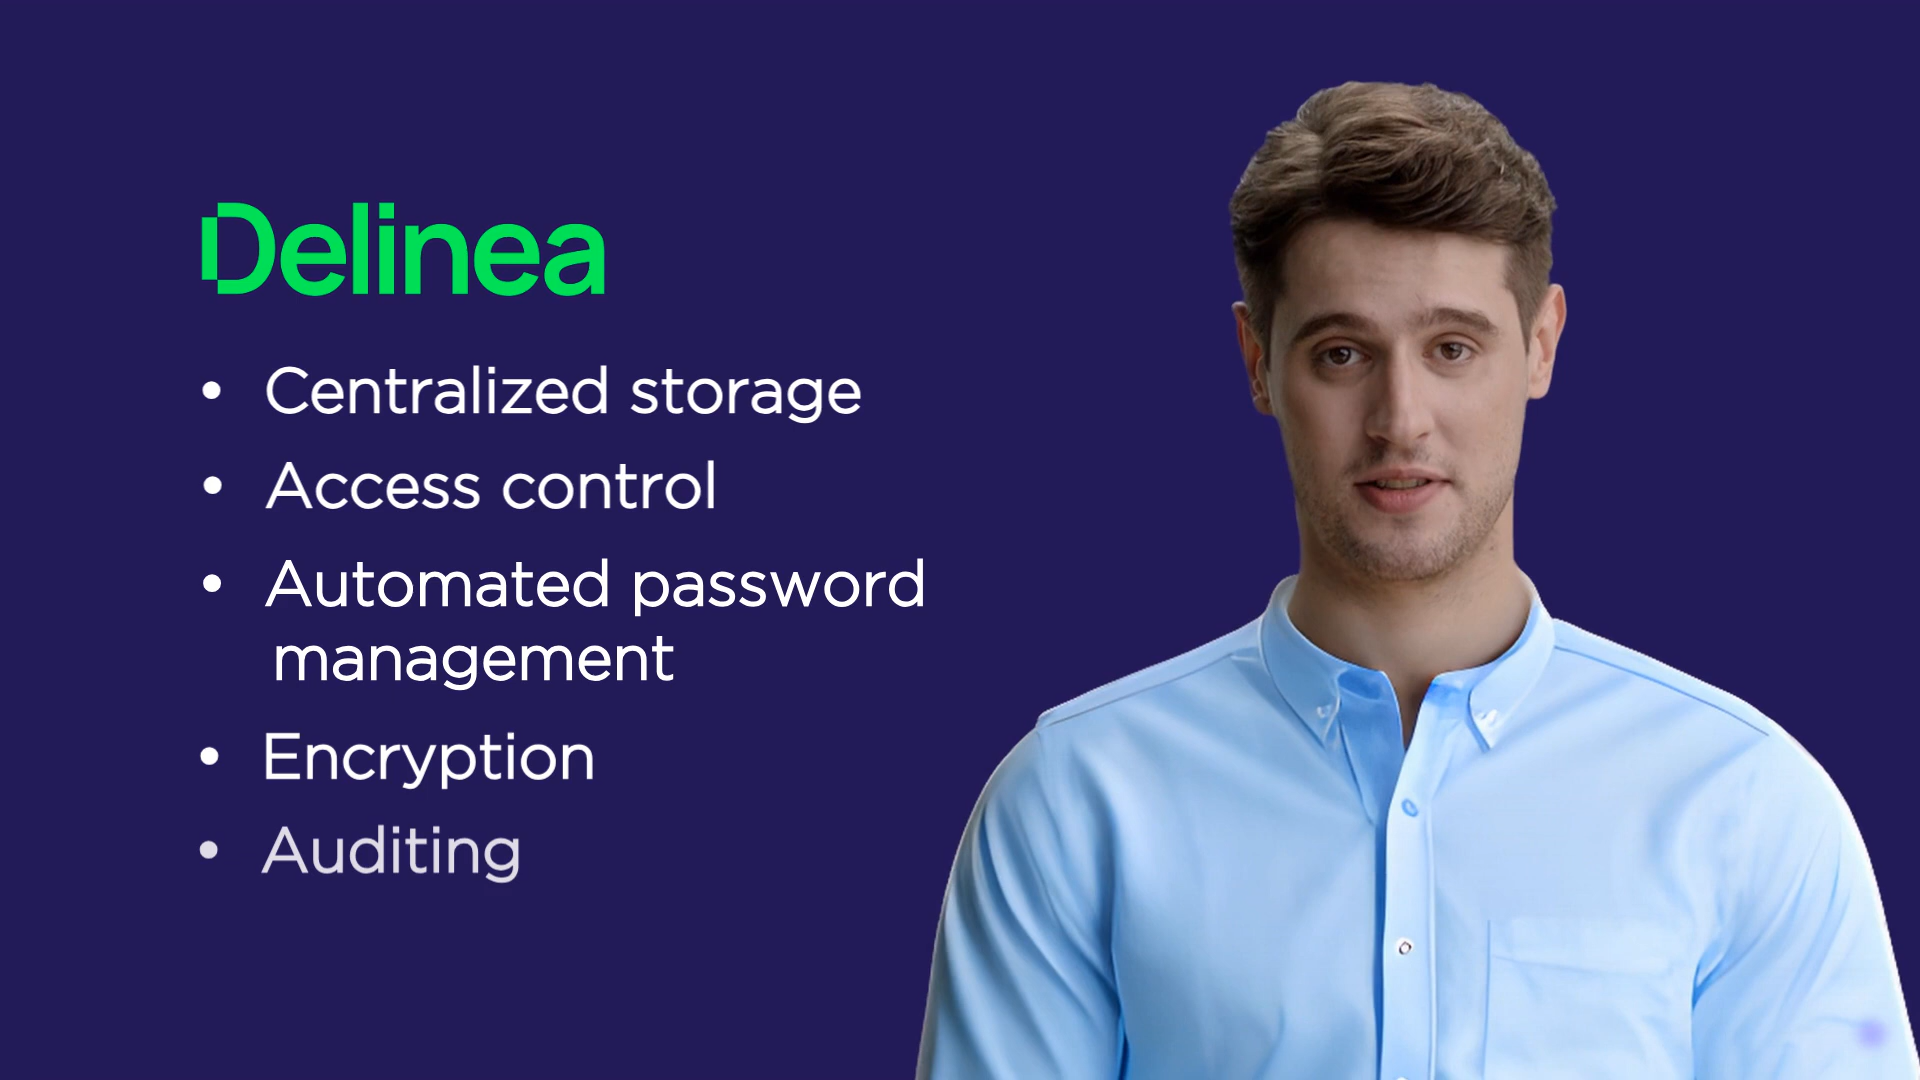 Delinea
• Centralized storage
• Access control
• Automated password
management
• Encryption
• Auditing